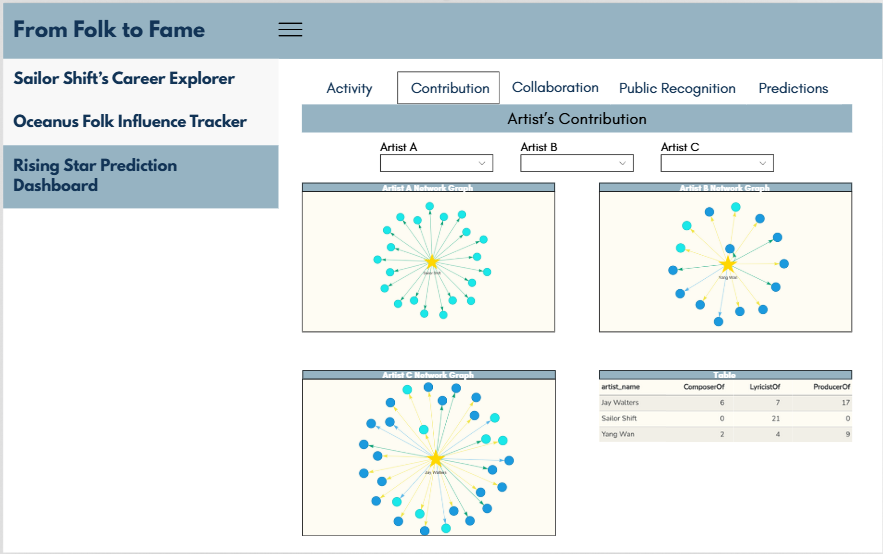 From Folk to Fame
Sailor Shift's Career Explorer
Oceanus Folk Influence Tracker
Rising Star Prediction
Dashboard
Activity Contribution Collaboration Public Recognition Predictions
Artist's Contribution
Artist A Artist B Artist C
Artist A Network Graph Artist B Network Graph
Sailor Shift Yang Wan
Artist C Network Graph Table
artist_name ComposerOf LyricistOf ProducerOf
Jay Walters 6 7 17
Sailor Shift 0 21 0
Yang Wan 2 4 9
Jay Walters